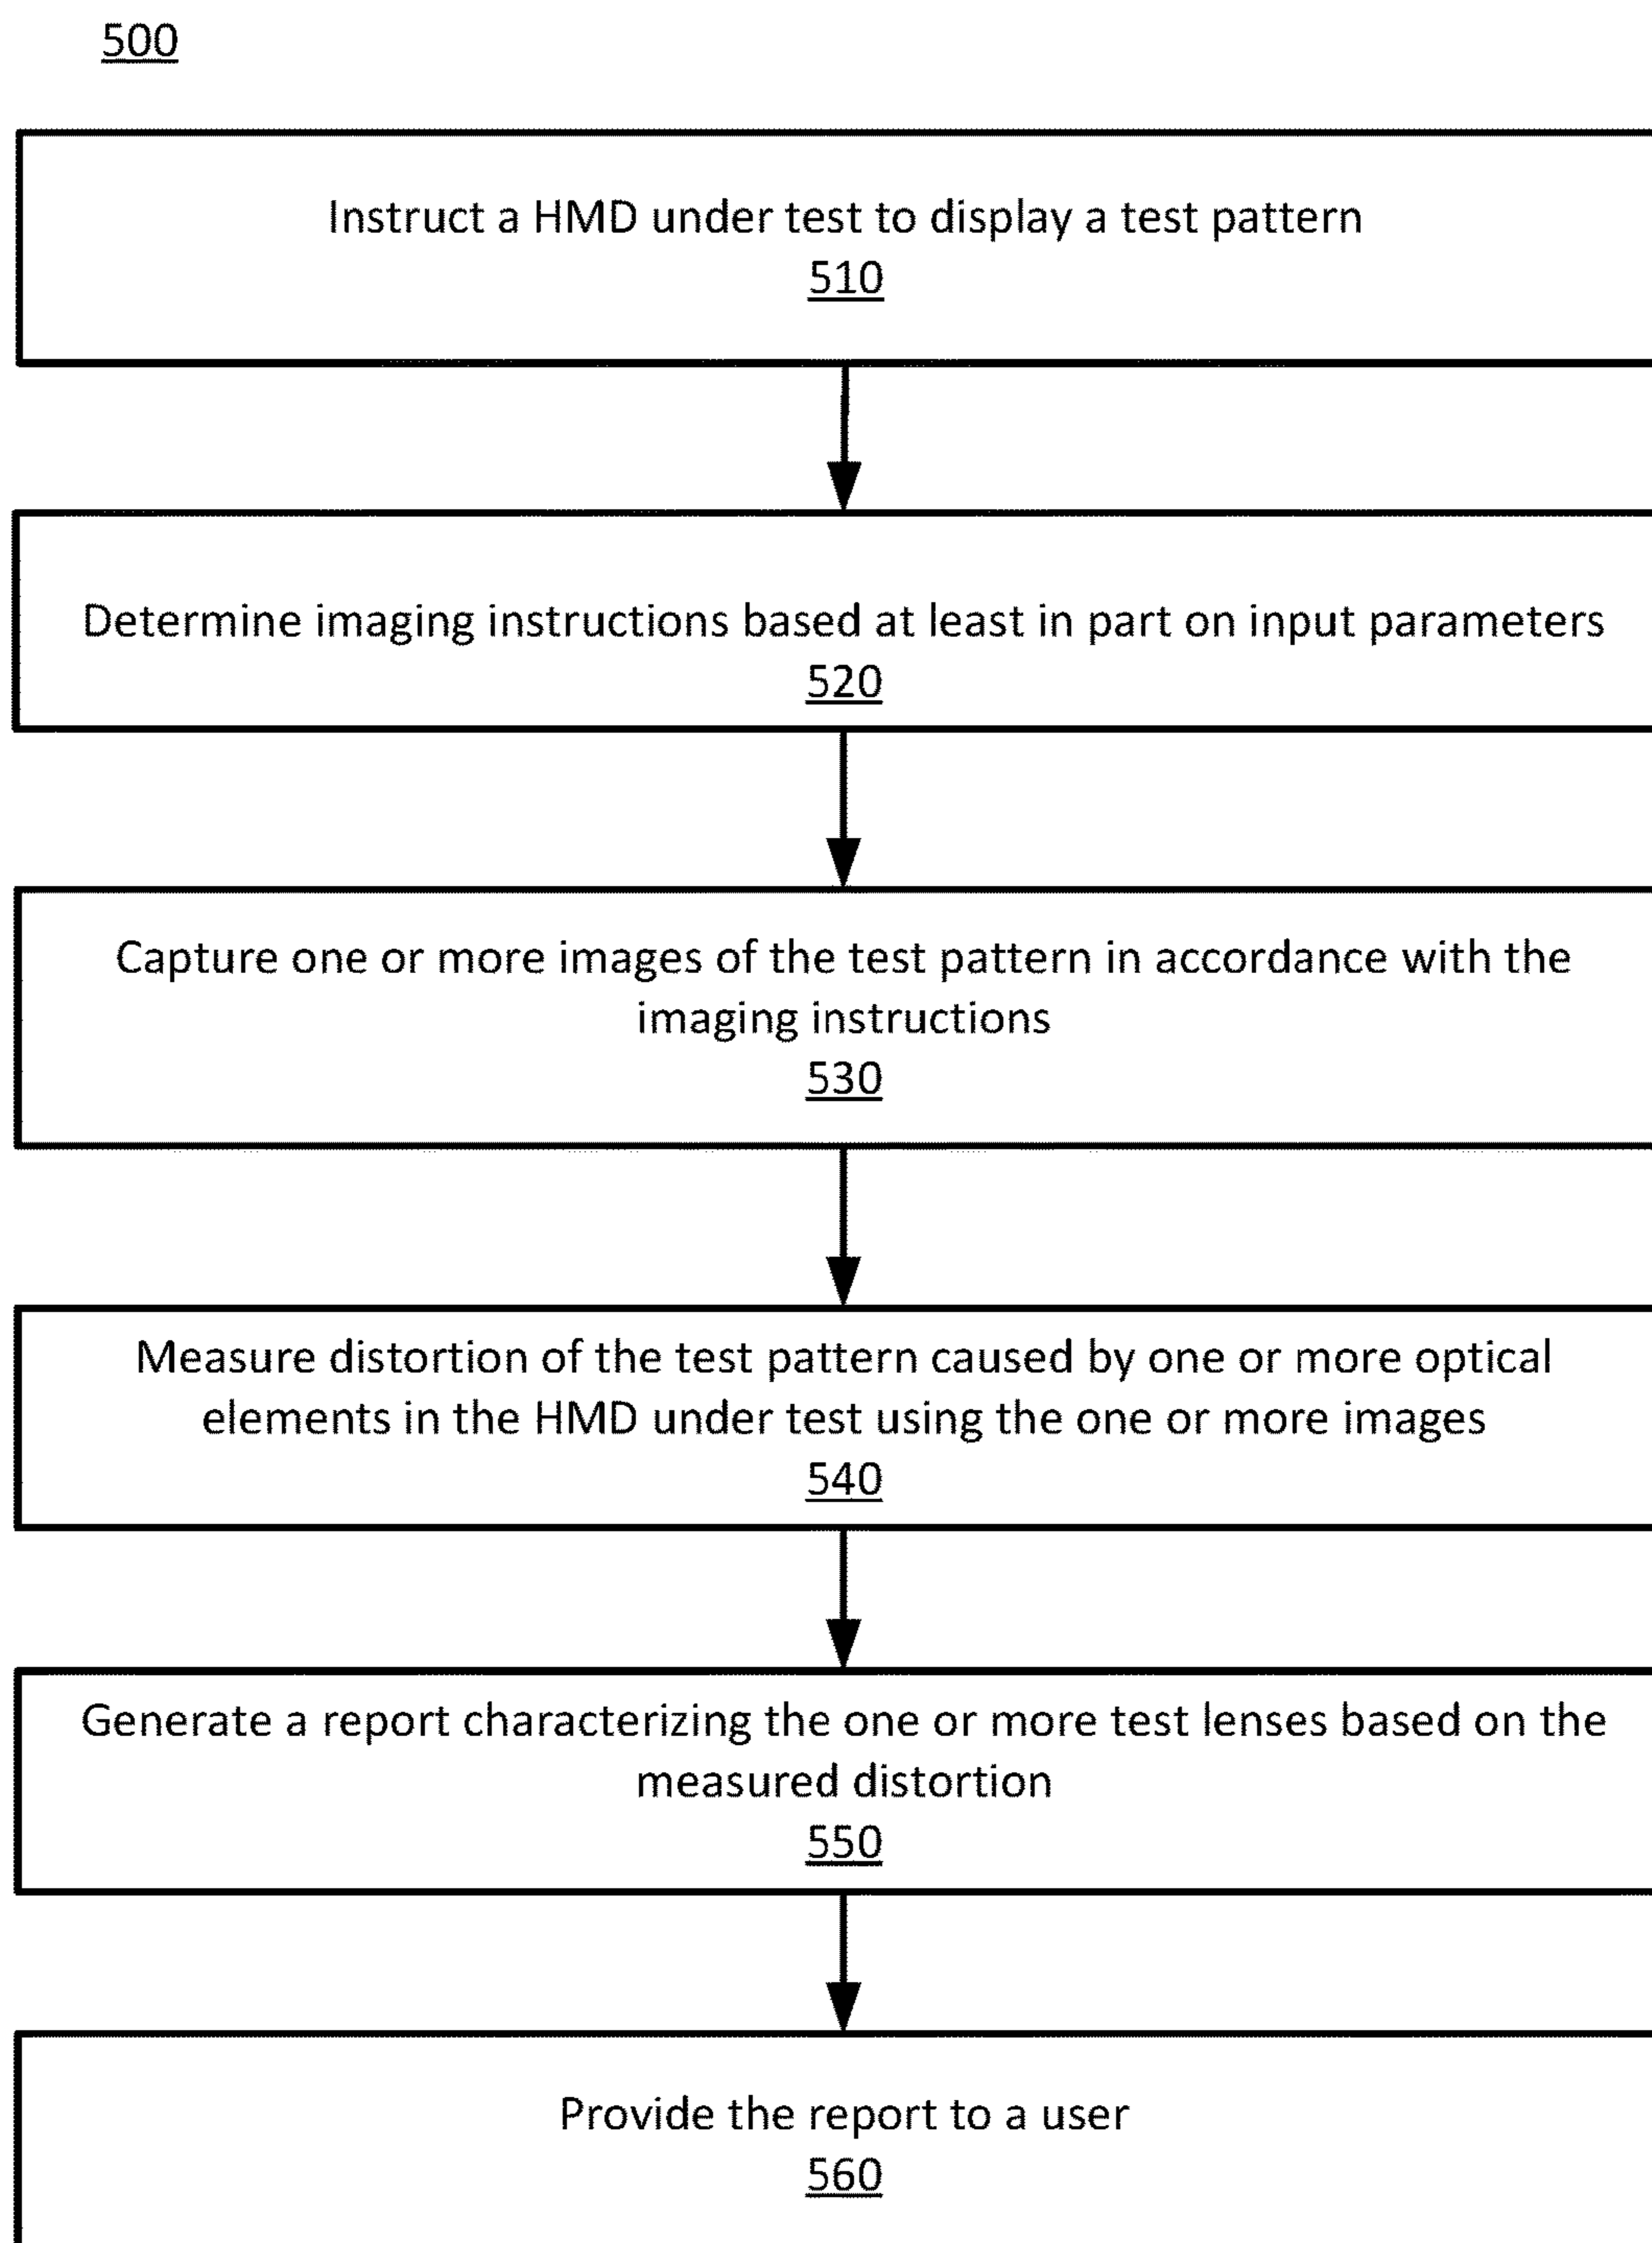 500
Instruct a HMD under test to display a test pattern
510
Determine imaging instructions based at least in part on input parameters
520
Capture one or more images of the test pattern in accordance with the
imaging instructions
530
Measure distortion of the test pattern caused by one or more optical
elements in the HMD under test using the one or more images
540
Generate a report characterizing the one or more test lenses based on the
measured distortion
550
Provide the report to a user
560